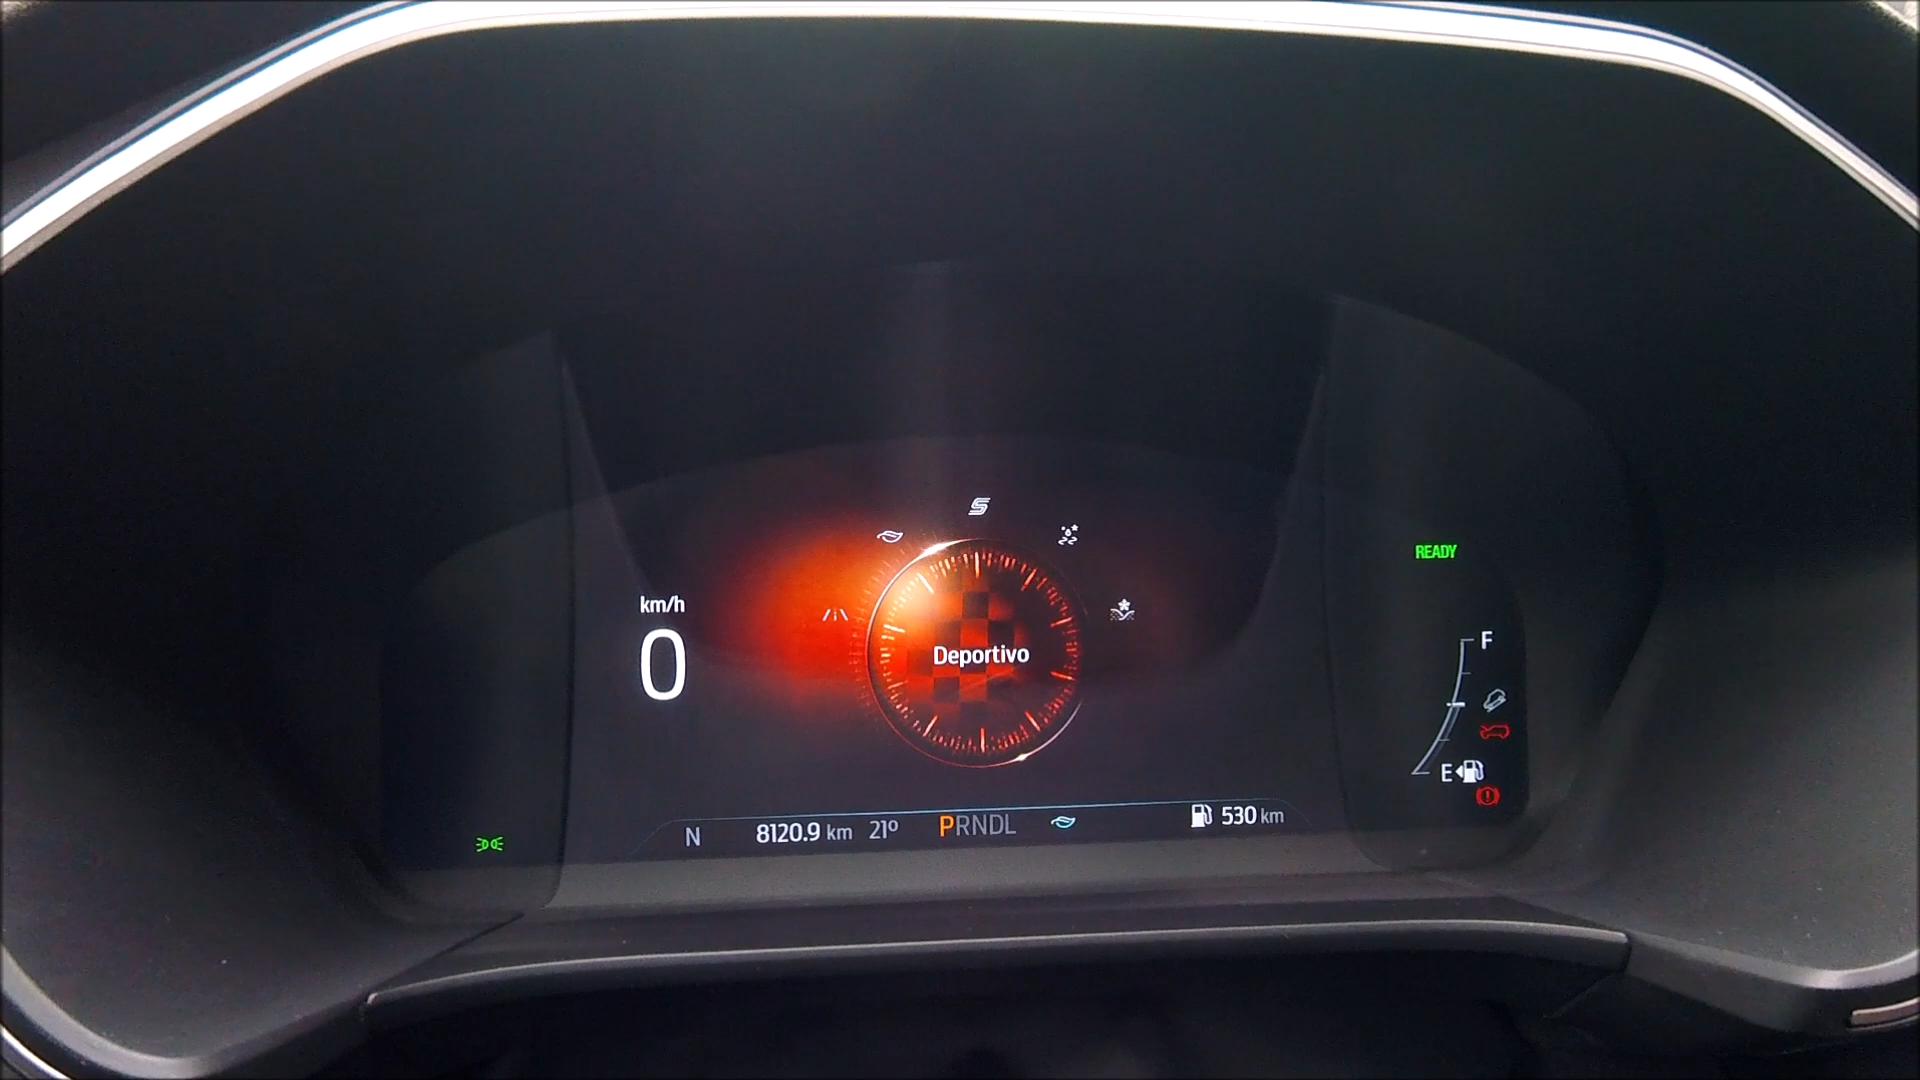 S
READY
km/h
0
Deportivo
F
E
N 8120.9 km 21º PRNDL 530 km